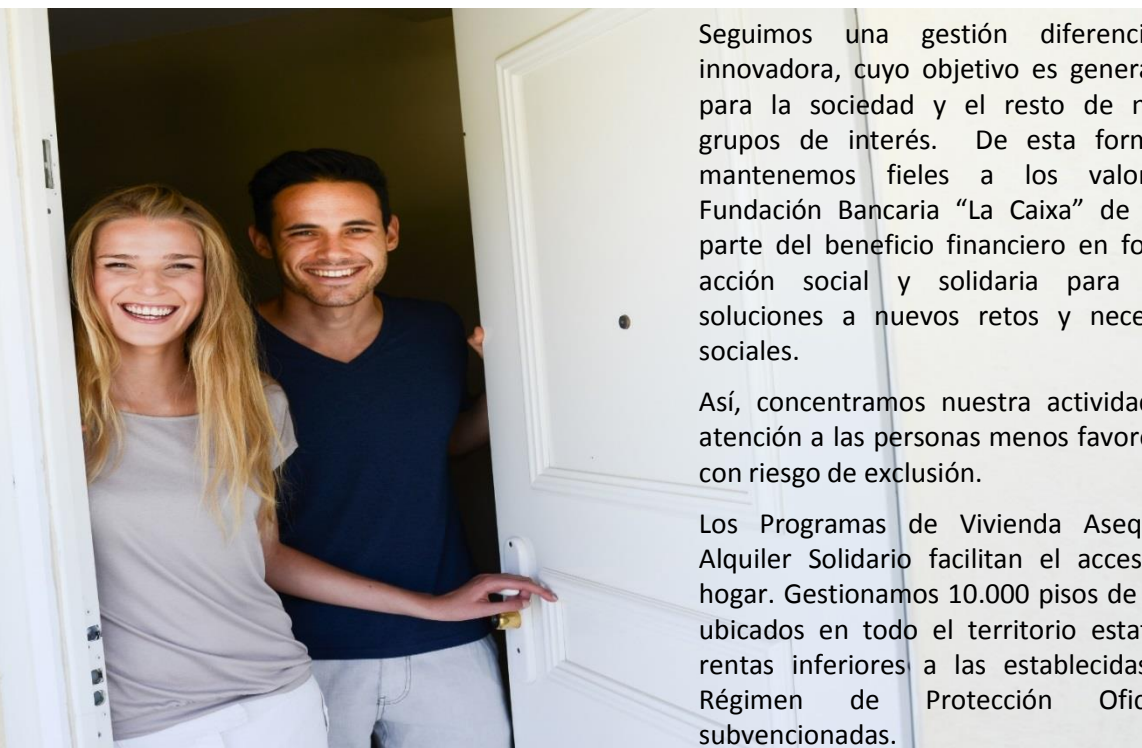 Seguimos una gestión
innovadora, cuyo objetivo es
para la sociedad y el resto de
grupos de interés. De esta
mantenemos fieles a los
Fundación Bancaria “La Caixa” de
parte del beneficio financiero en
acción social y solidaria para
soluciones a nuevos retos y
sociales.
Así, concentramos nuestra
atención a las personas menos
con riesgo de exclusión.
Los Programas de Vivienda
Alquiler Solidario facilitan el
hogar. Gestionamos 10.000 pisos de
ubicados en todo el territorio
rentas inferiores a las
Régimen de Protección
subvencionadas.